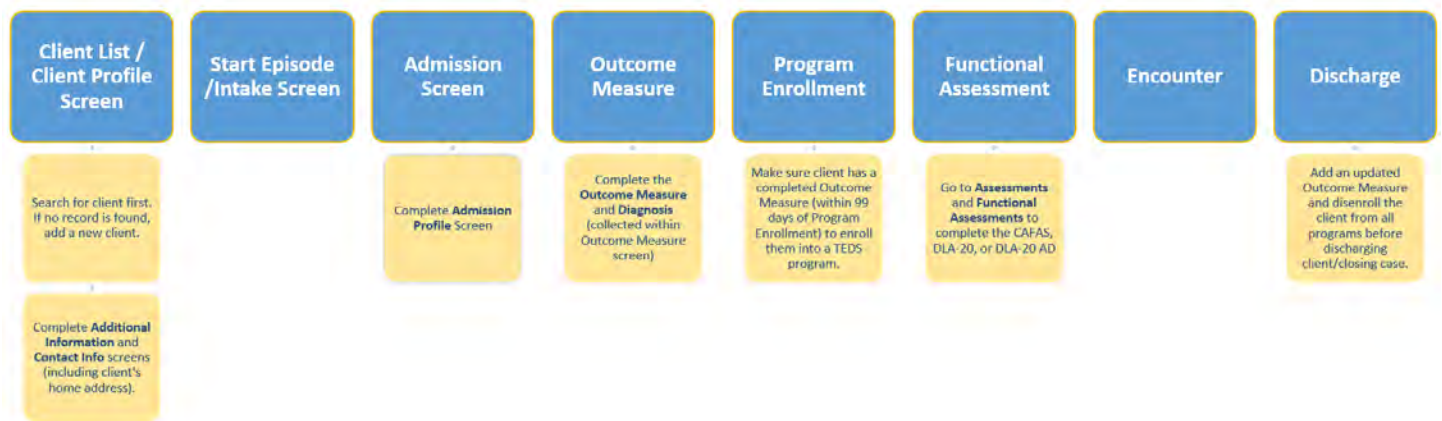 Client List /
Client Profile
Screen
Start Episode
/Intake Screen
Admission
Screen
Outcome
Measure
Program
Enrollment
Functional
Assessment
Encounter
Discharge
Search for client first.
If no record is found,
add a new client.
Complete Additional
Information and
Contact Info screens
(including client's
home address).
Complete Admission
Profile Screen
Complete the
Outcome Measure
and Diagnosis
(collected within
Outcome Measure
screen)
Make sure client has a
completed Outcome
Measure (within 99
days of Program
Enrollment) to enroll
them into a TEDS
program.
Go to Assessments
and Functional
Assessments to
complete the CAFAS,
DLA-20, or DLA-20 AD
Add an updated
Outcome Measure
and disenroll the
client from all
programs before
discharging
client/closing case.